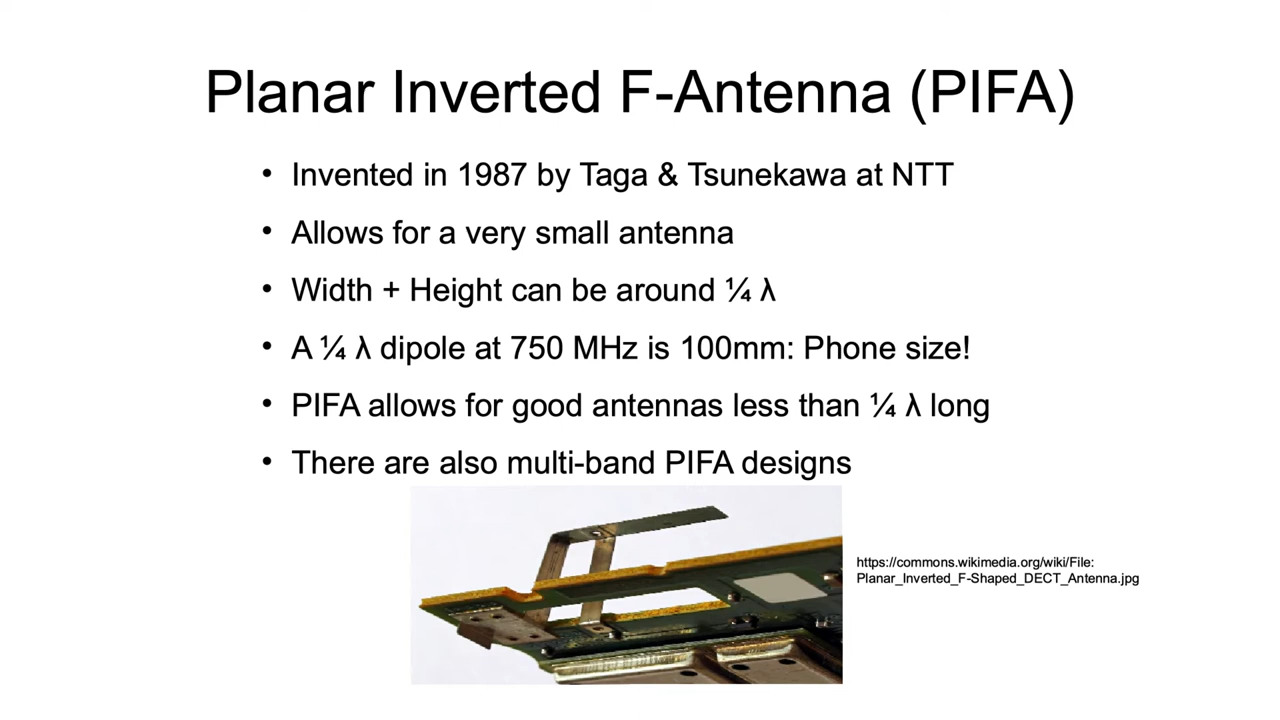 Planar Inverted F-Antenna (PIFA)
• Invented in 1987 by Taga & Tsunekawa at NTT
• Allows for a very small antenna
• Width + Height can be around ¼ λ
• A ¼ λ dipole at 750 MHz is 100mm: Phone size!
• PIFA allows for good antennas less than ¼ λ long
• There are also multi-band PIFA designs
https://commons.wikimedia.org/wiki/File:
Planar_Inverted_F-Shaped_DECT_Antenna.jpg